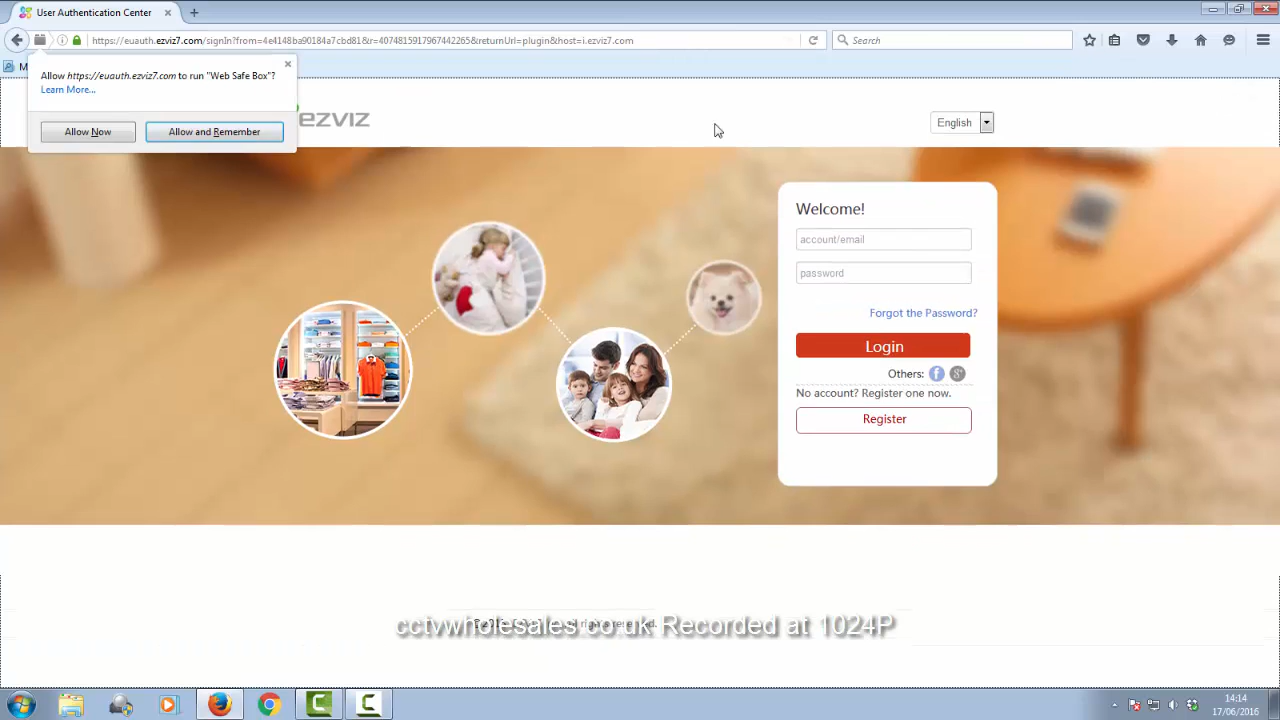 User Authentication Center
https://euauth.ezviz7.com/signIn?from=4e4148ba90184a7cbd81&r=4074815917967442265&returnUrl=plugin&host=i.ezviz7.com
Search
Allow https://euauth.ezviz7.com to run "Web Safe Box"?
Learn More...
Allow Now
Allow and Remember
ezviz
English
Welcome!
account/email
password
Forgot the Password?
Login
Others:
No account? Register one now.
Register
cctvwholesales.co.uk Recorded at 1024P
14:14
17/06/2016